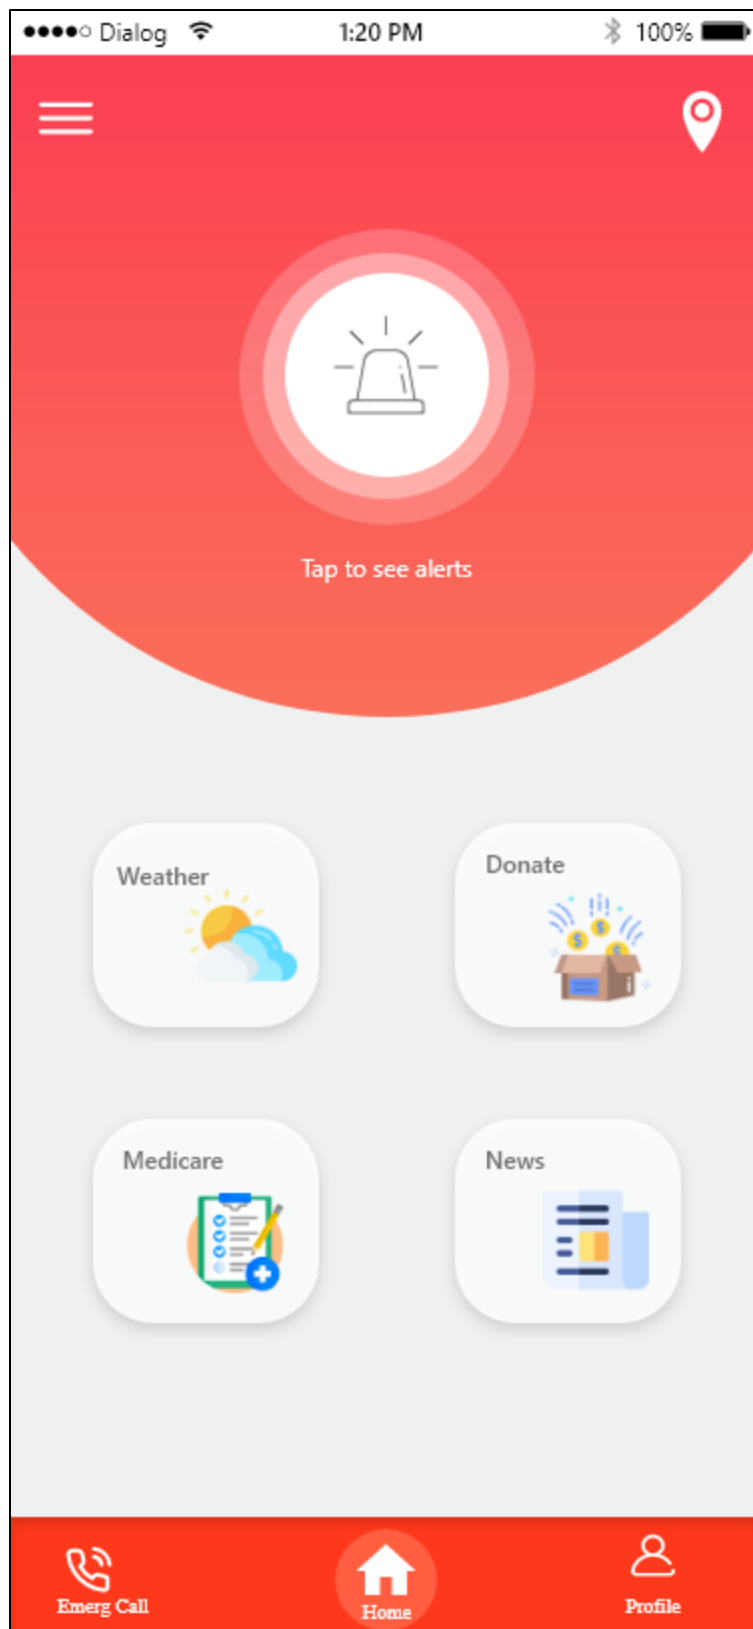 Dialog 1:20 PM 100%
Tap to see alerts
Weather
Donate
Medicare
News
Emerg Call
Home
Profile